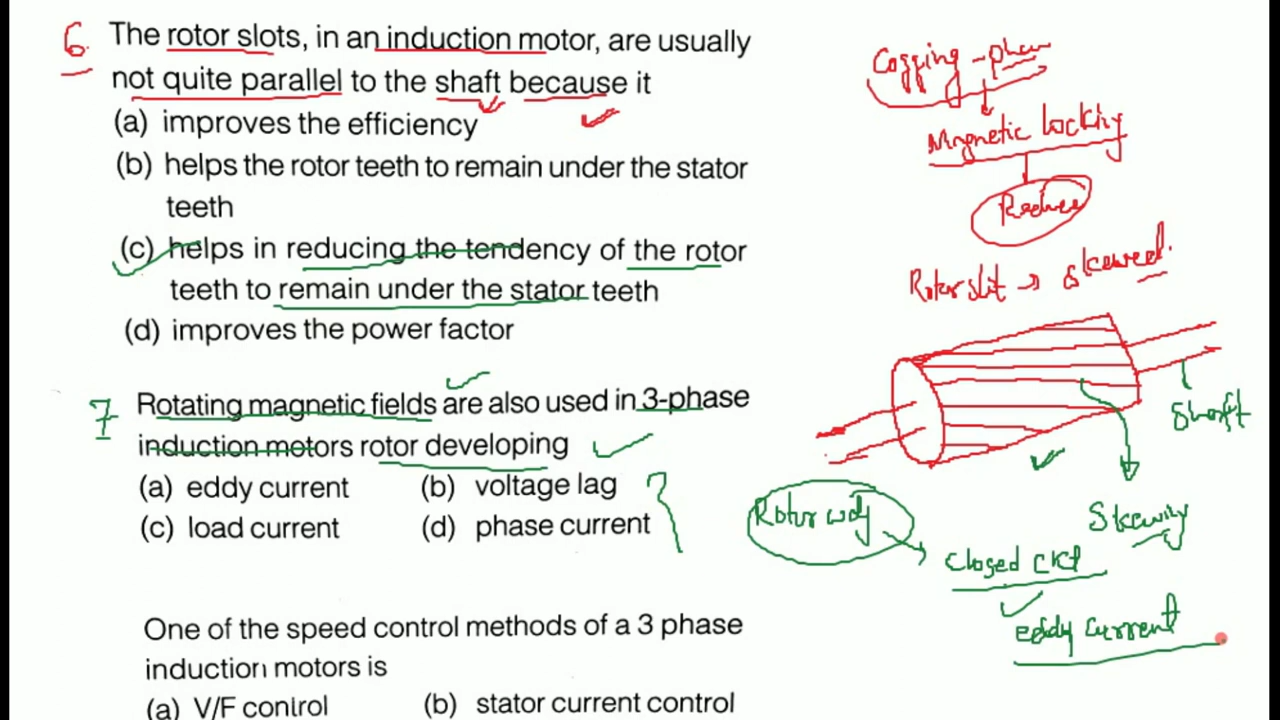 6 The rotor slots, in an induction motor, are usually
not quite parallel to the shaft because it
(a) improves the efficiency
(b) helps the rotor teeth to remain under the stator
teeth
(c) helps in reducing the tendency of the rotor
teeth to remain under the stator teeth
(d) improves the power factor
7 Rotating magnetic fields are also used in 3-phase
induction motors rotor developing
(a) eddy current (b) voltage lag
(c) load current (d) phase current
One of the speed control methods of a 3 phase
induction motors is
(a) V/F control (b) stator current control
Cogging -
Magnetic locking
Reduce
Rotor slit → skewed.
Shaft
Rotor wdg
Skewing
Closed CKt
eddy current